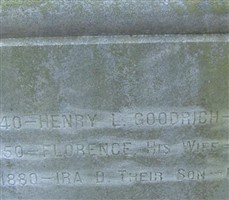 40-HENRY L. GOODRICH-
50-FLORENCE HIS WIFE
1880-IRA D. THEIR SON